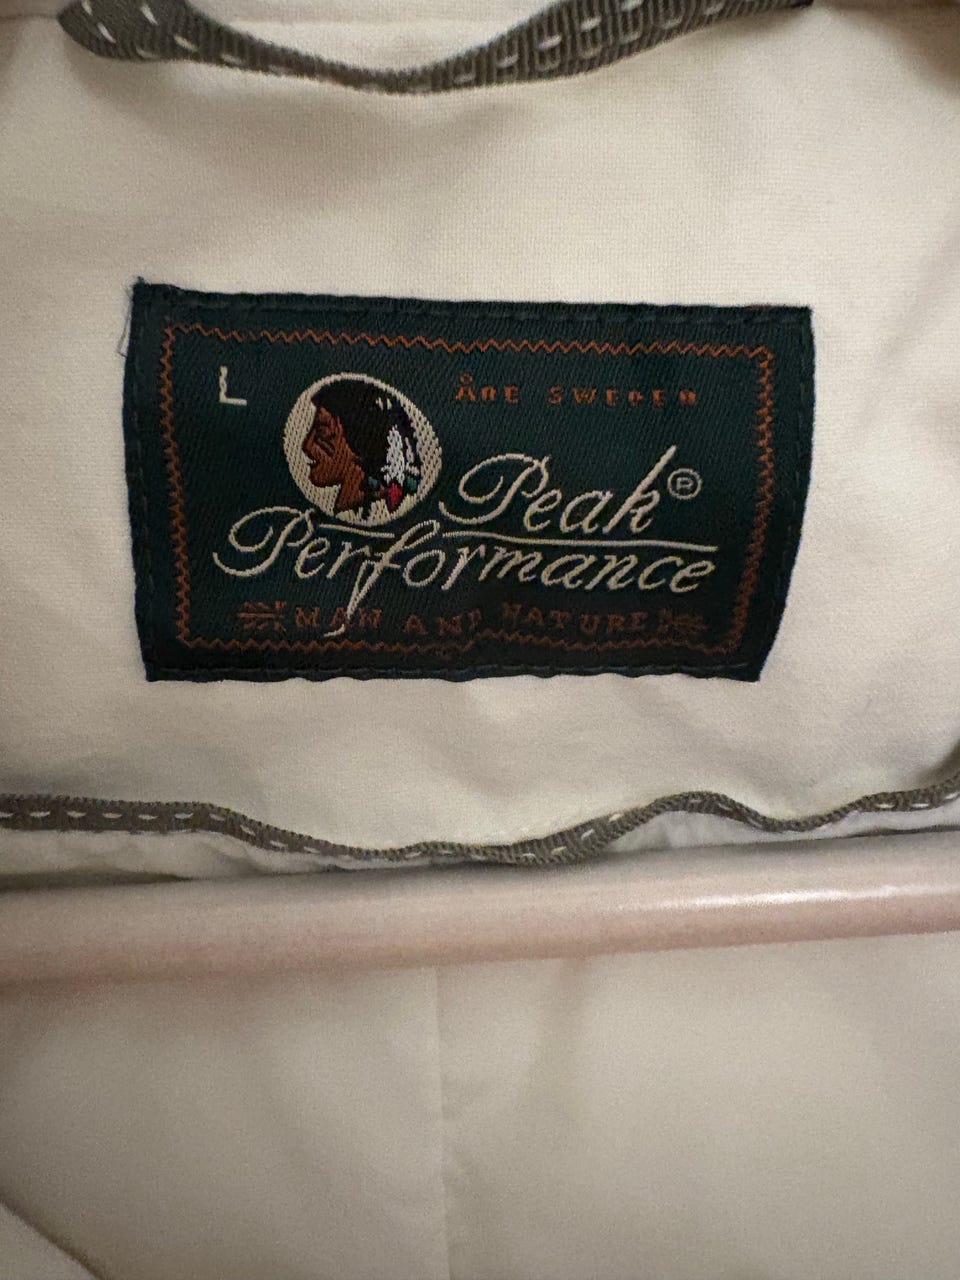 L
ÅRE SWEDEN
Peak®
Performance
MAN AND NATURE